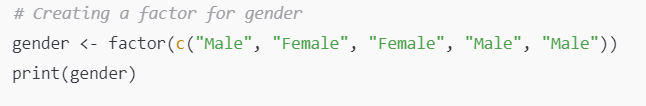 # Creating a factor for gender
gender <- factor(c("Male", "Female", "Female", "Male", "Male"))
print(gender)